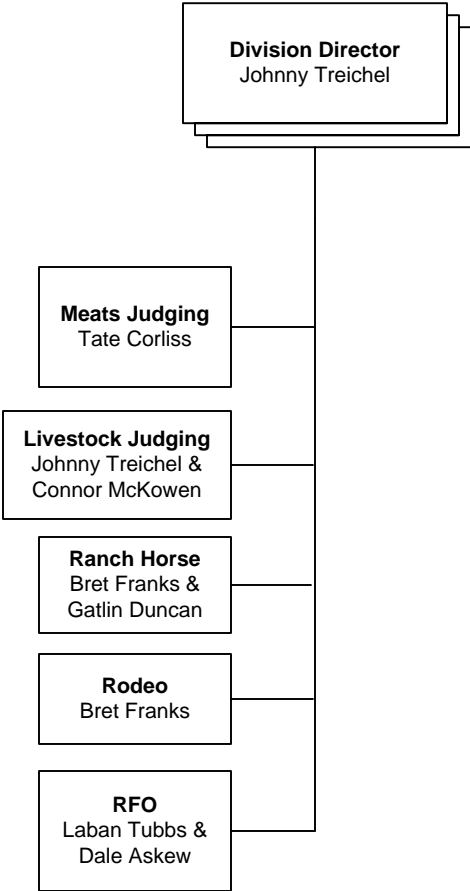 Division Director
Johnny Treichel
Meats Judging
Tate Corliss
Livestock Judging
Johnny Treichel &
Connor McKowen
Ranch Horse
Bret Franks &
Gatlin Duncan
Rodeo
Bret Franks
RFO
Laban Tubbs &
Dale Askew